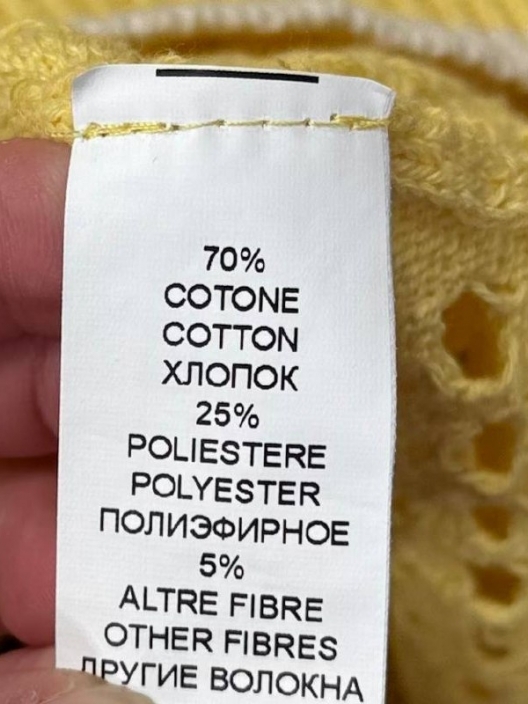 70%
COTONE
COTTON
ХЛОПОК
25%
POLIESTERE
POLYESTER
ПОЛИЭФИРНОЕ
5%
ALTRE FIBRE
OTHER FIBRES
ДРУГИЕ ВОЛОКНА